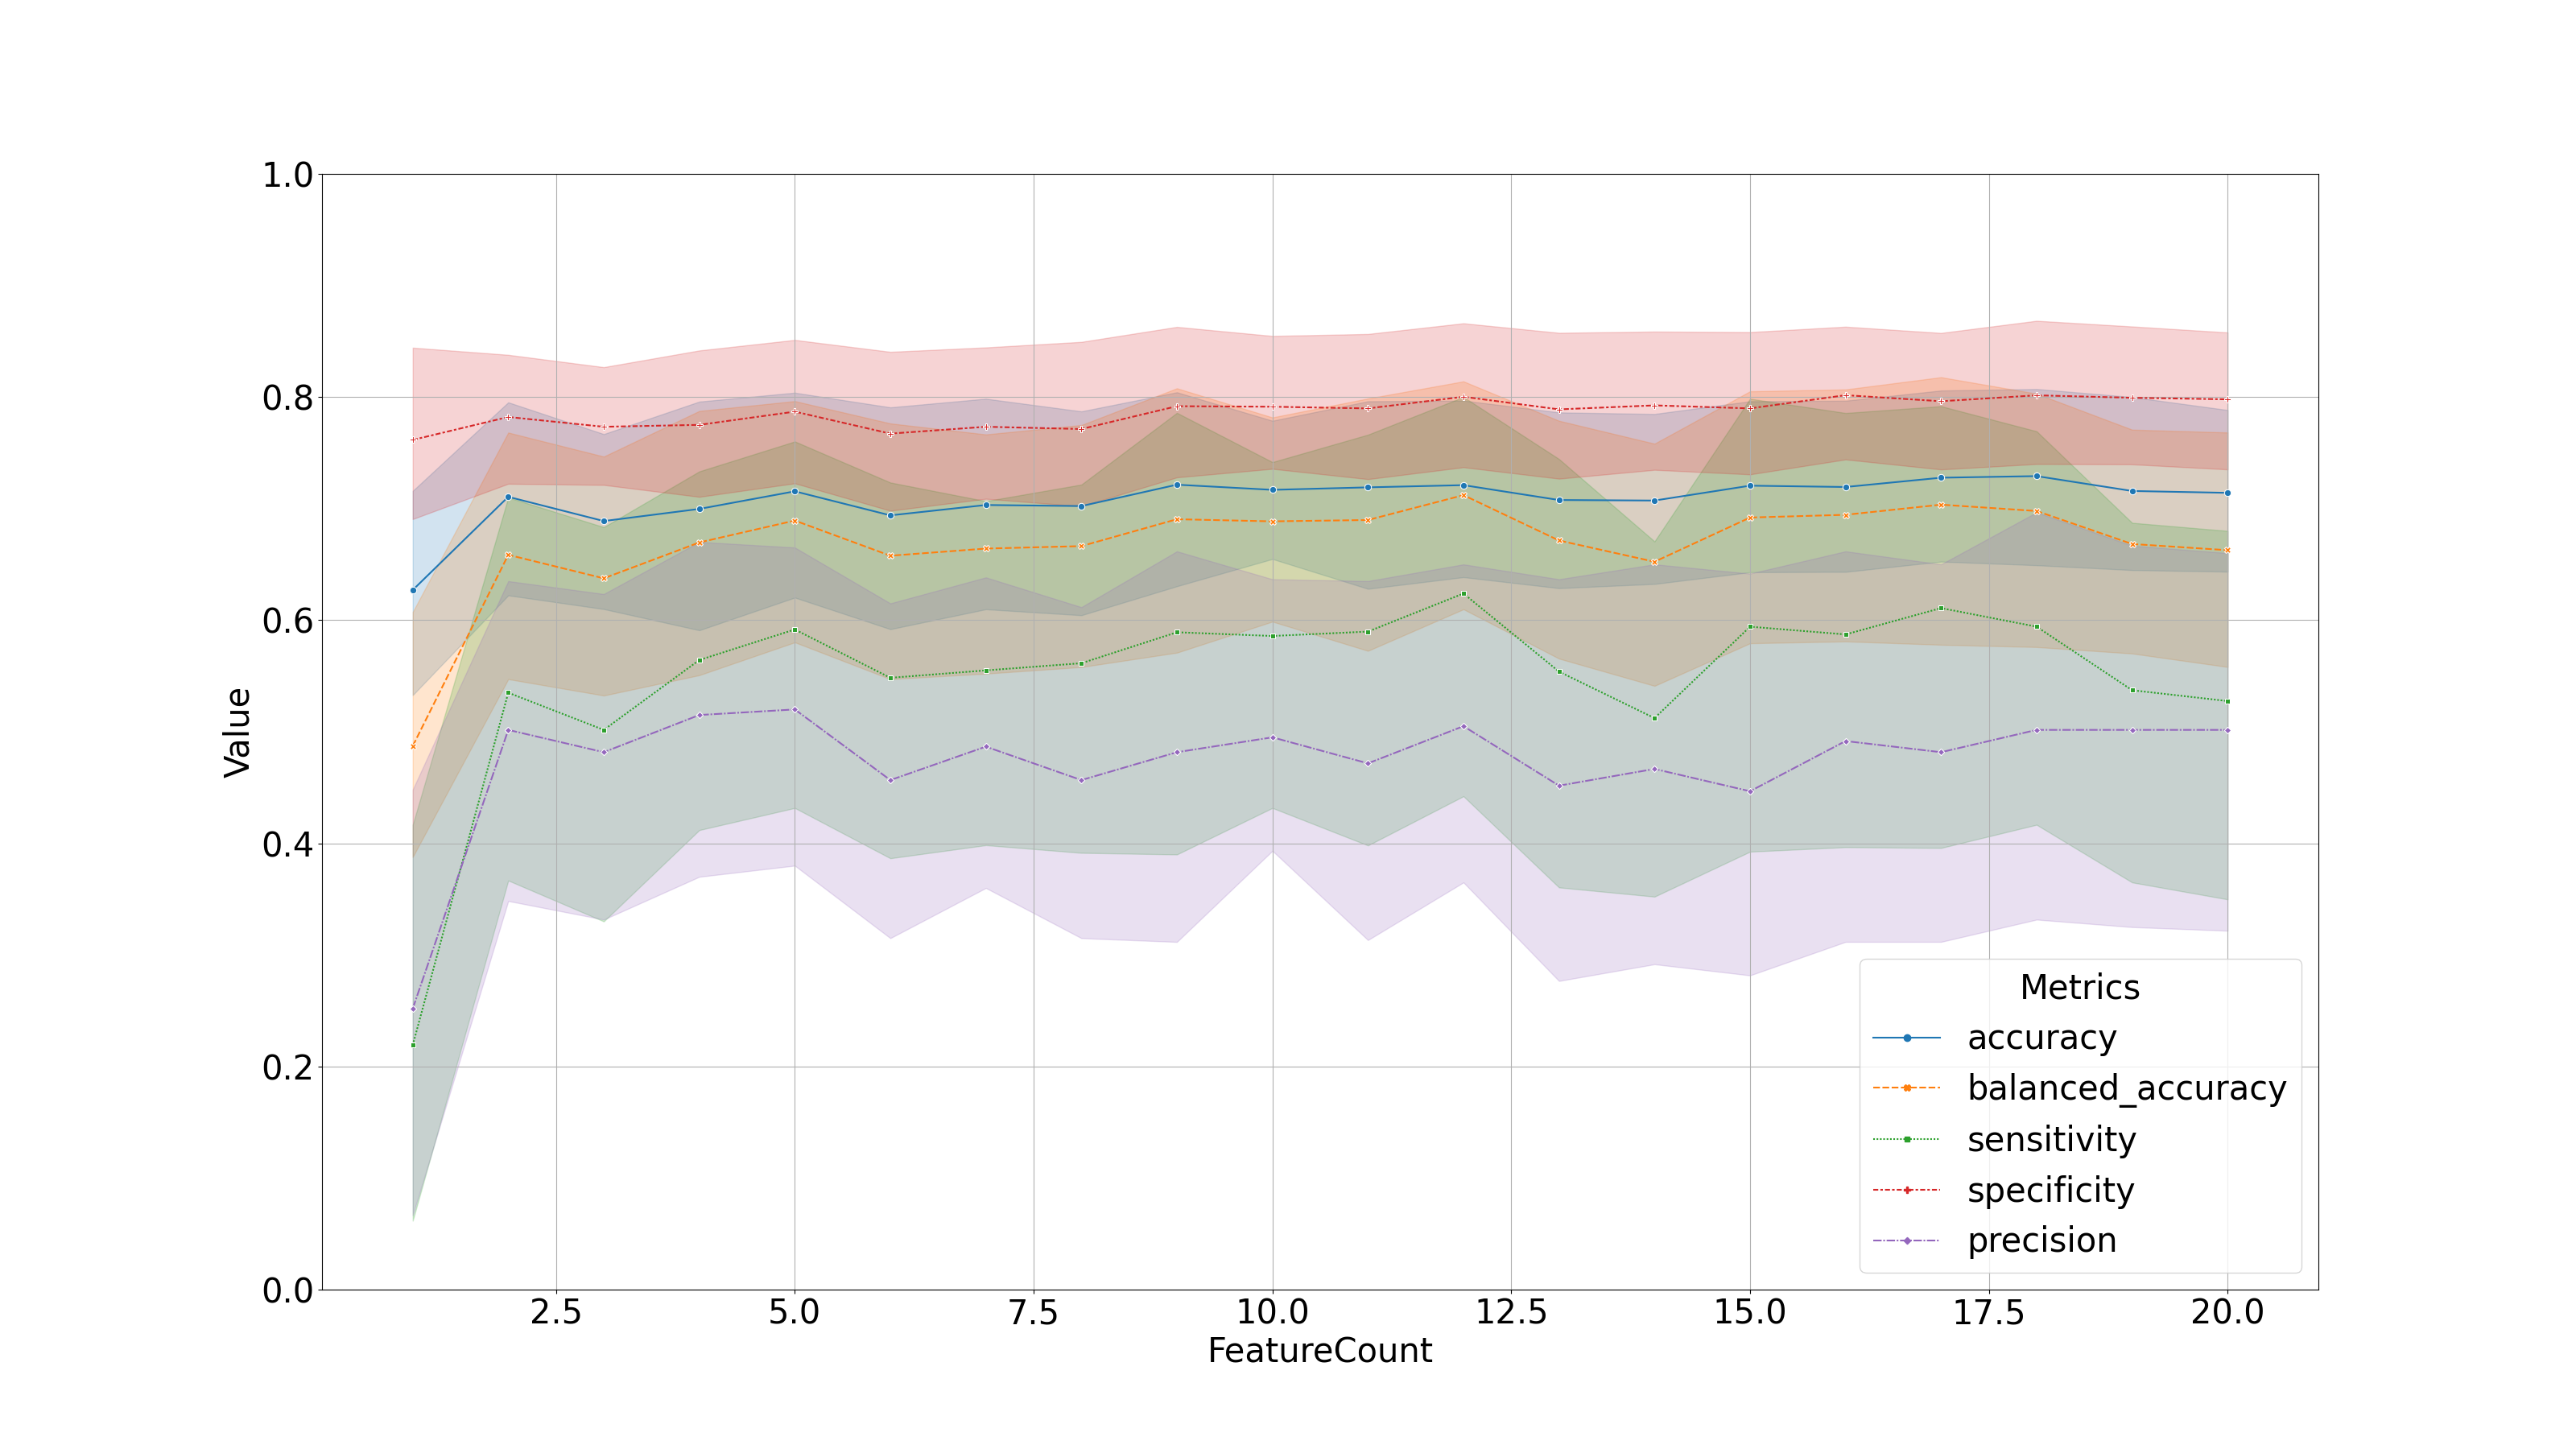 1.0
0.8
0.6
0.4
0.2
0.0
Value
2.5 5.0 7.5 10.0 12.5 15.0 17.5 20.0
FeatureCount
Metrics
accuracy
balanced_accuracy
sensitivity
specificity
precision